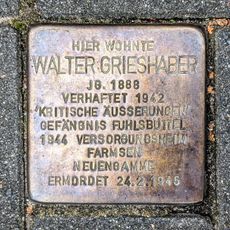 HIER WOHNTE
WALTER GRIESHABER
JG. 1888
VERHAFTET 1942
'KRITISCHE ÄUSSERUNGEN'
GEFÄNGNIS FUHLSBÜTTEL
1944 VERSORGUNGSHEIM
FARMSEN
NEUENGAMME
ERMORDET 24.2.1945